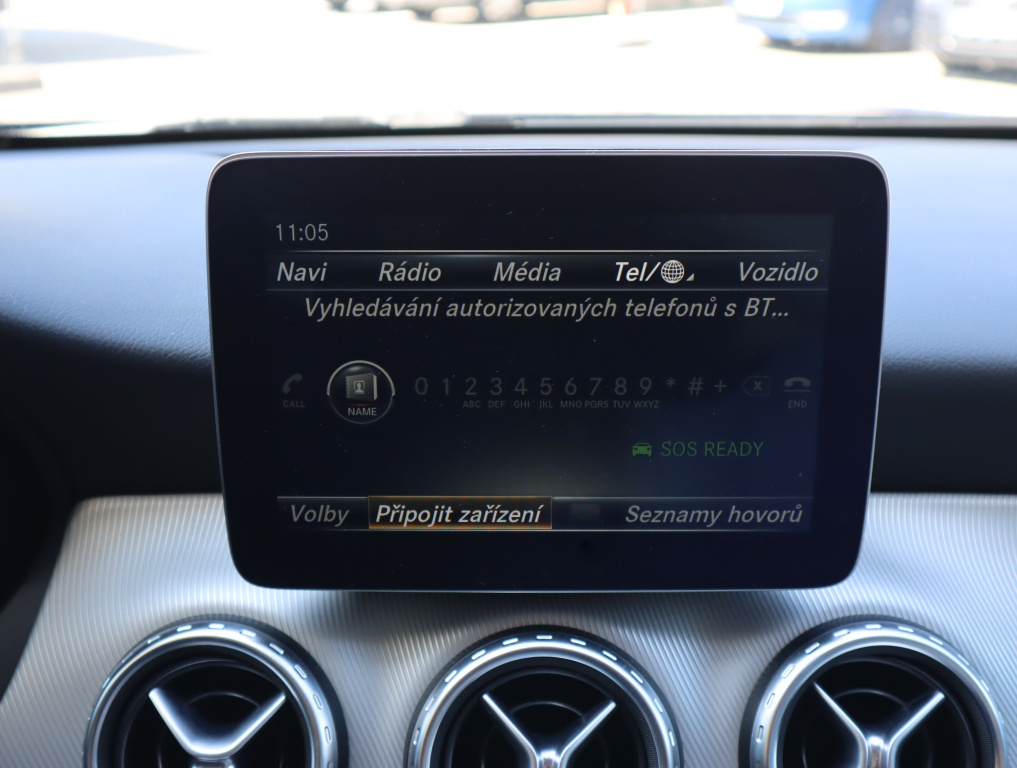 11:05
Navi Rádio Média Tel/ Vozidlo
Vyhledávání autorizovaných telefonů s BT...
0 1 2 3 4 5 6 7 8 9 * # + x
CALL NAME ABC DEF GHI JKL MNO PQRS TUV WXYZ END
SOS READY
Volby Připojit zařízení Seznamy hovorů